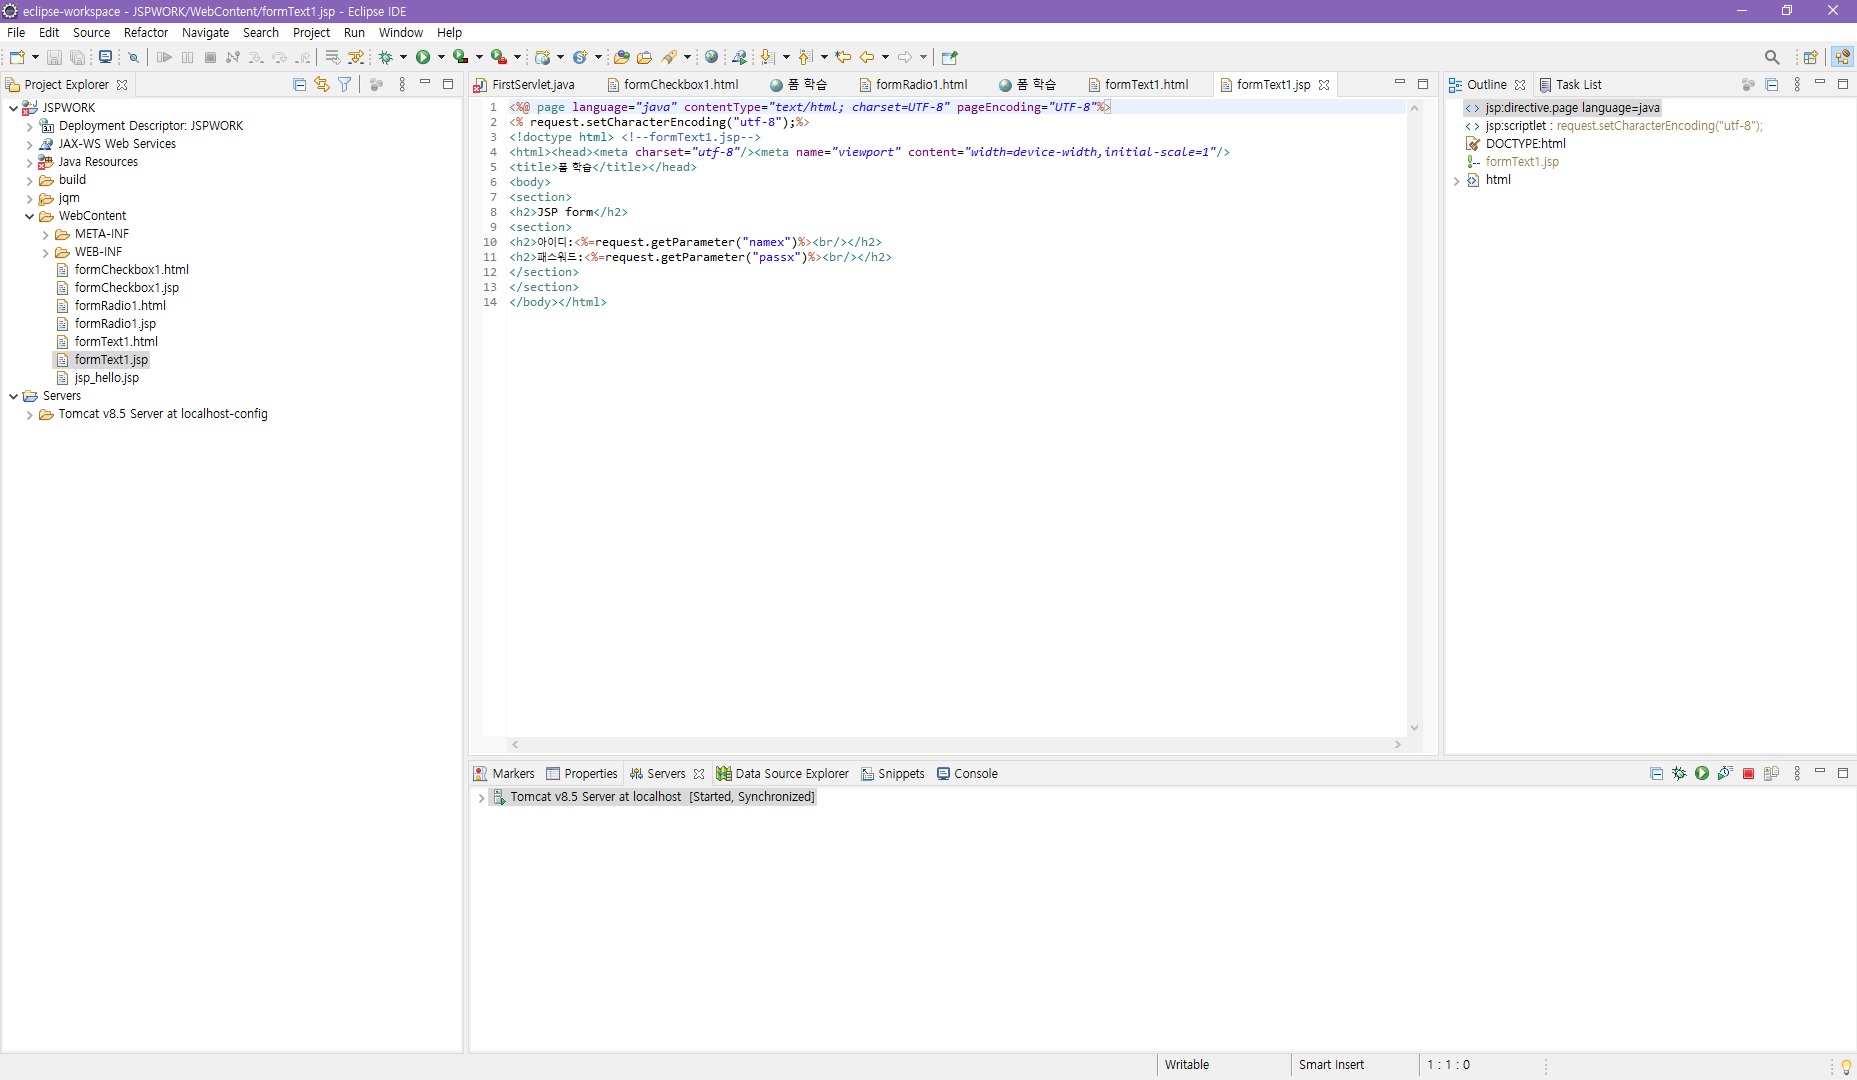 eclipse-workspace - JSPWORK/WebContent/formText1.jsp - Eclipse IDE
File Edit Source Refactor Navigate Search Project Run Window Help
Project Explorer
JSPWORK
Deployment Descriptor: JSPWORK
JAX-WS Web Services
Java Resources
build
jqm
WebContent
META-INF
WEB-INF
formCheckbox1.html
formCheckbox1.jsp
formRadio1.html
formRadio1.jsp
formText1.html
formText1.jsp
jsp_hello.jsp
Servers
Tomcat v8.5 Server at localhost-config
FirstServlet.java formCheckbox1.html 폼 학습 formRadio1.html 폼 학습 formText1.html formText1.jsp
1 <%@ page language="java" contentType="text/html; charset=UTF-8" pageEncoding="UTF-8"%>
2 <% request.setCharacterEncoding("utf-8");%>
3 <!doctype html> <!--formText1.jsp-->
4 <html><head><meta charset="utf-8"/><meta name="viewport" content="width=device-width,initial-scale=1"/>
5 <title>폼 학습</title></head>
6 <body>
7 <section>
8 <h2>JSP form</h2>
9 <section>
10 <h2>아이디:<%=request.getParameter("namex")%><br/></h2>
11 <h2>패스워드:<%=request.getParameter("passx")%><br/></h2>
12 </section>
13 </section>
14 </body></html>
Outline Task List
jsp:directive.page language=java
jsp:scriptlet : request.setCharacterEncoding("utf-8");
DOCTYPE:html
formText1.jsp
html
Markers Properties Servers Data Source Explorer Snippets Console
Tomcat v8.5 Server at localhost [Started, Synchronized]
Writable Smart Insert 1 : 1 : 0